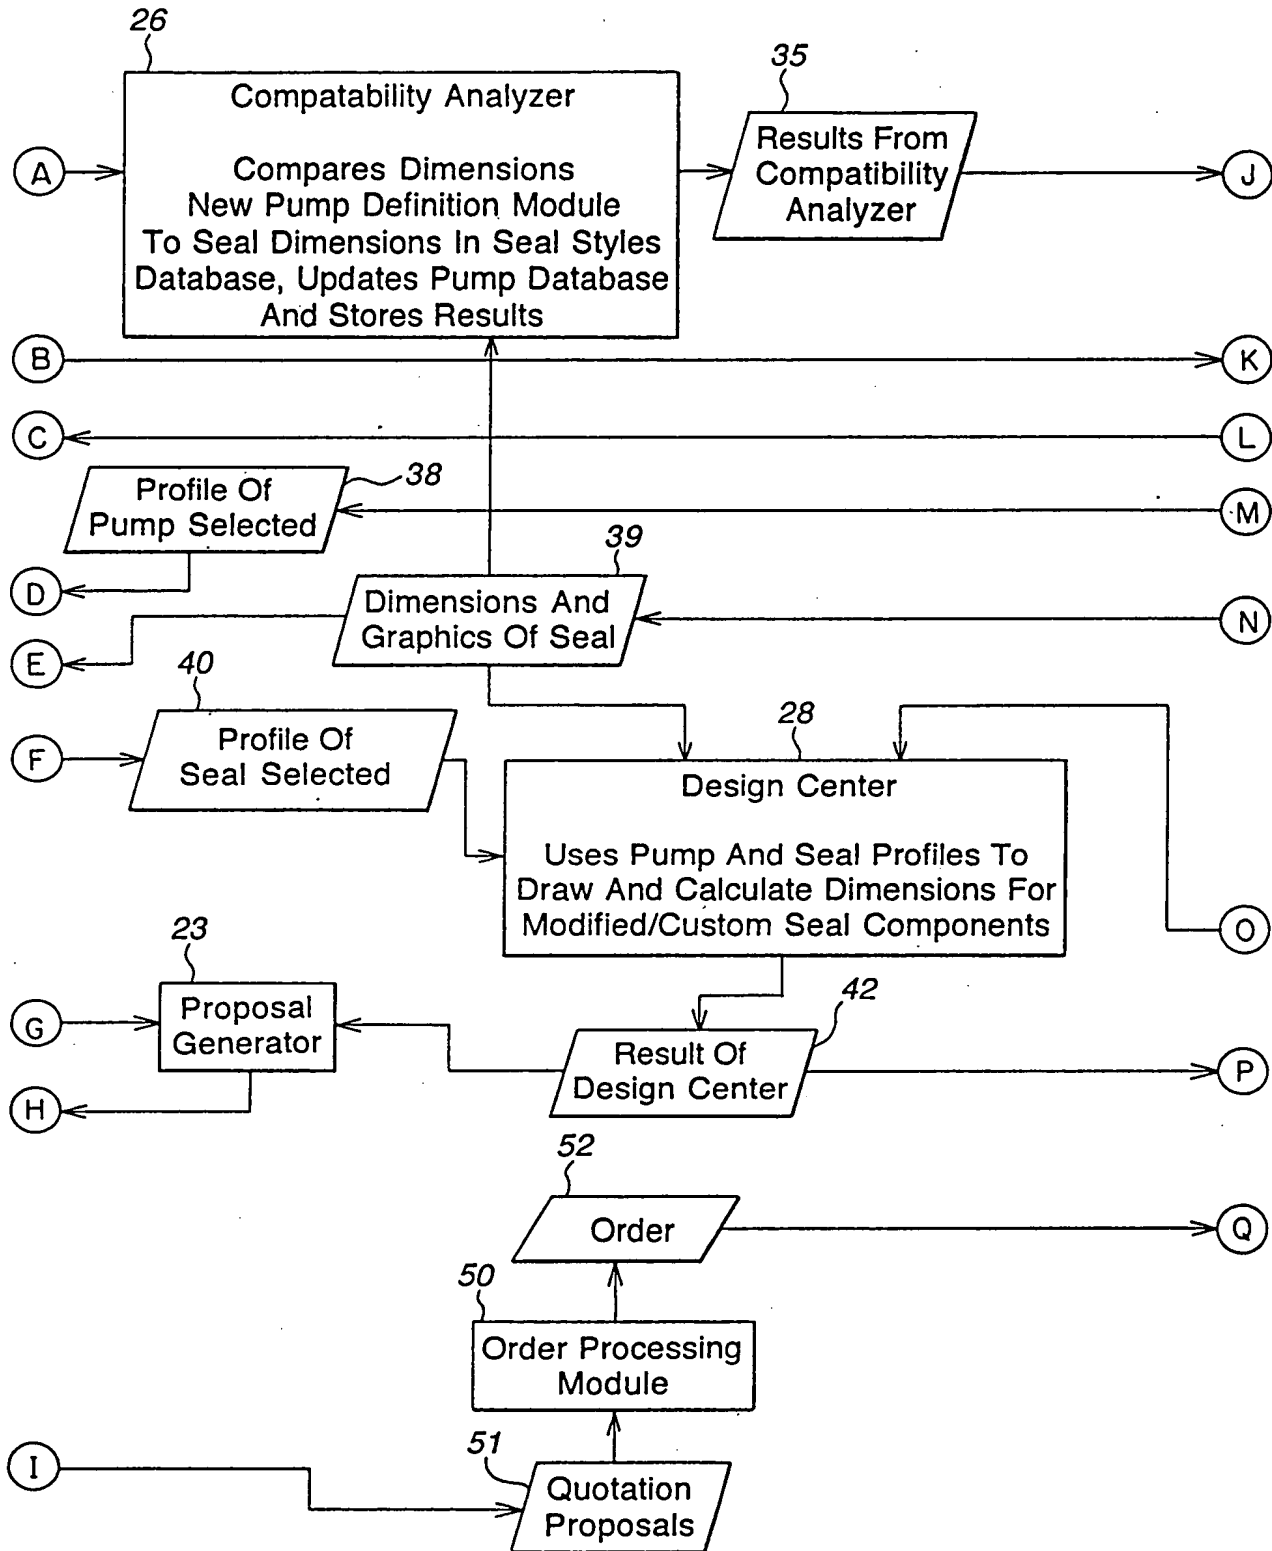 26
Compatability Analyzer
Compares Dimensions
New Pump Definition Module
To Seal Dimensions In Seal Styles
Database, Updates Pump Database
And Stores Results
35
Results From
Compatibility
Analyzer
A
J
B
K
C
L
38
Profile Of
Pump Selected
M
D
39
Dimensions And
Graphics Of Seal
N
E
40
Profile Of
Seal Selected
F
28
Design Center
Uses Pump And Seal Profiles To
Draw And Calculate Dimensions For
Modified/Custom Seal Components
O
23
Proposal
Generator
G
42
Result Of
Design Center
P
H
52
Order
Q
50
Order Processing
Module
51
Quotation
Proposals
I